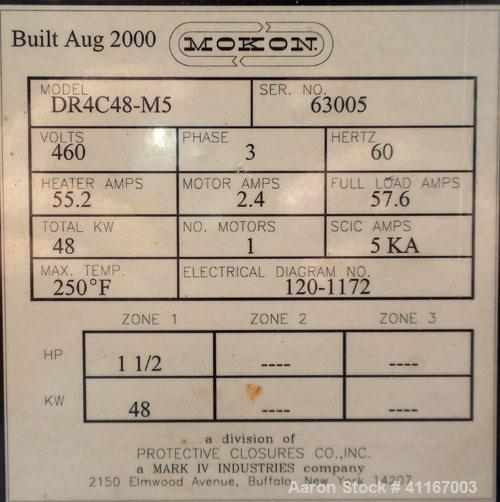 Built Aug 2000 MOKON
MODEL SER. NO.
DR4C48-M5 63005
VOLTS PHASE HERTZ
460 3 60
HEATER AMPS MOTOR AMPS FULL LOAD AMPS
55.2 2.4 57.6
TOTAL KW NO. MOTORS SCIC AMPS
48 1 5 KA
MAX. TEMP. ELECTRICAL DIAGRAM NO.
250°F 120-1172
ZONE 1 ZONE 2 ZONE 3
HP 1 1/2 ---- ----
KW 48 ---- ----
a division of
PROTECTIVE CLOSURES CO.,INC.
a MARK IV INDUSTRIES company
2150 Elmwood Avenue, Buffalo, New York 14207
Aaron Stock # 41167003